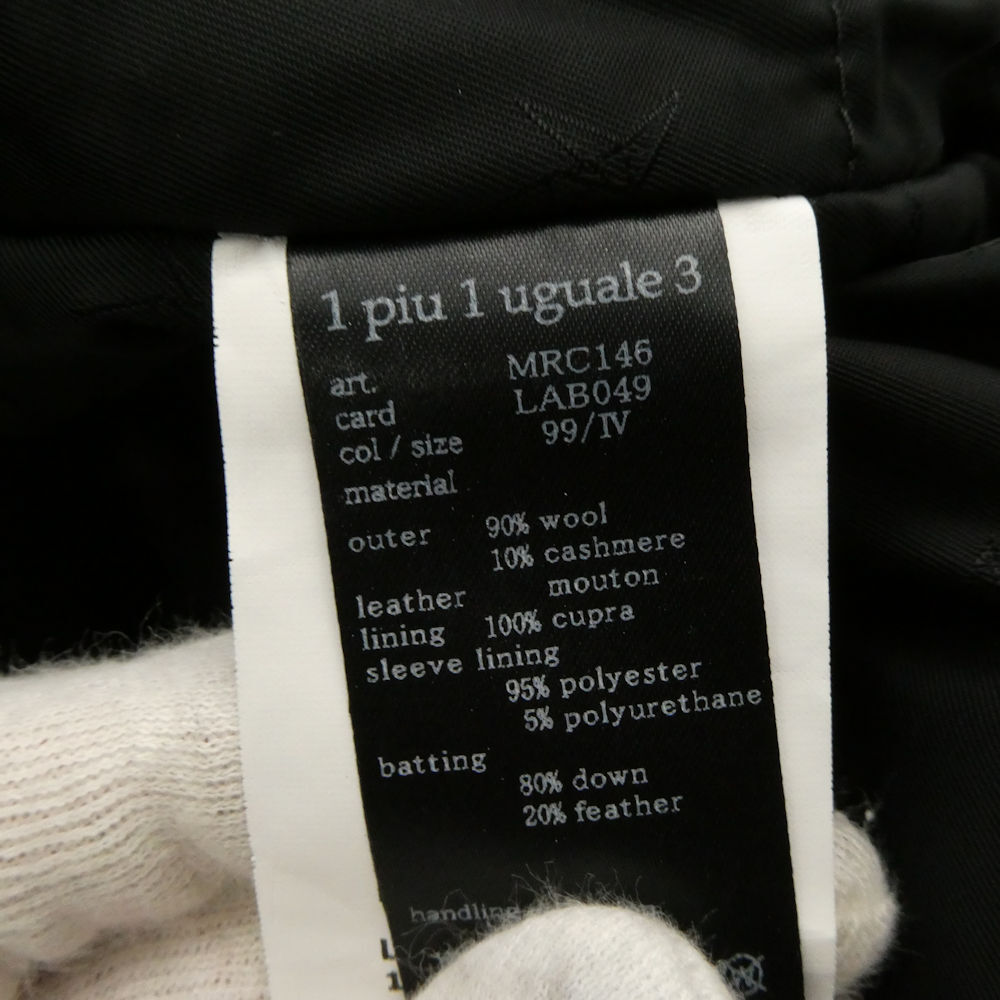 1 piu 1 uguale 3
art. MRC146
card LAB049
col / size 99/IV
material
outer 90% wool
10% cashmere
leather mouton
lining 100% cupra
sleeve lining
95% polyester
5% polyurethane
batting
80% down
20% feather
handling